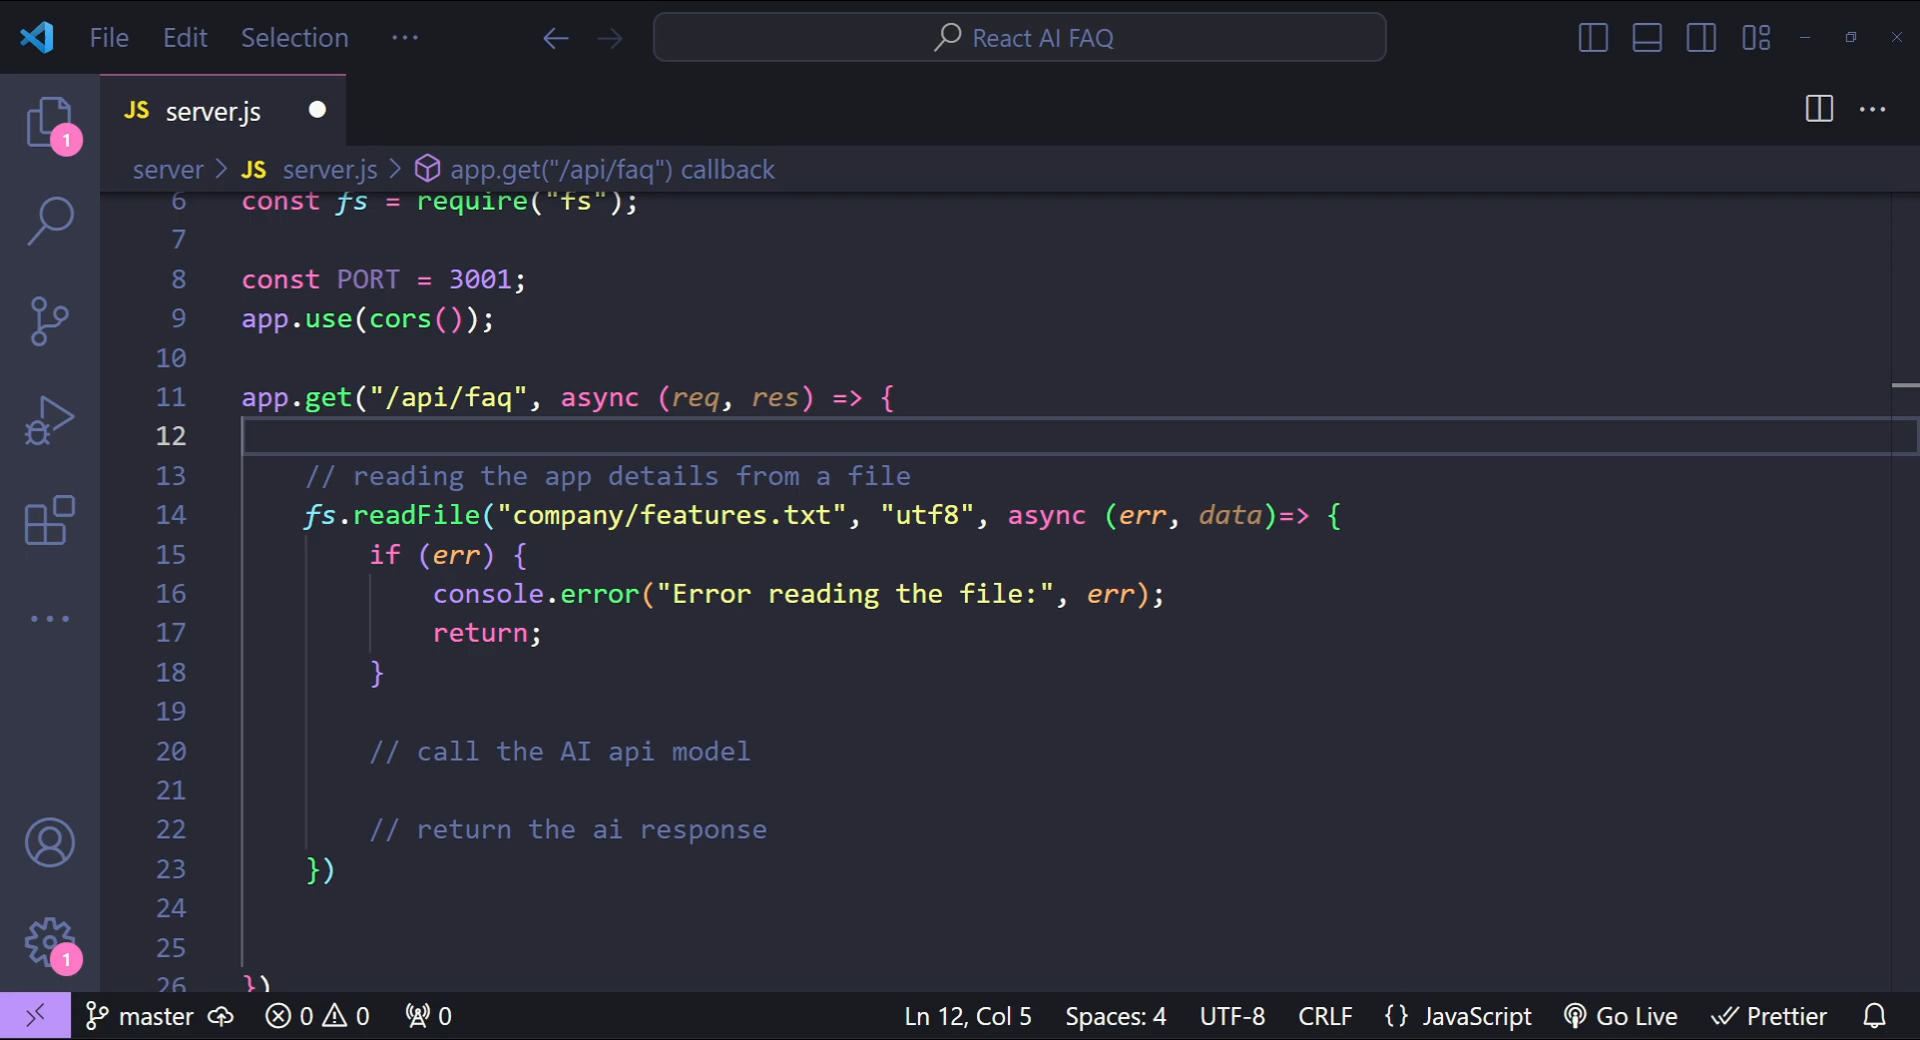 File Edit Selection ···
React AI FAQ
1
JS server.js
server > JS server.js > app.get("/api/faq") callback
6 const fs = require("fs");
7
8 const PORT = 3001;
9 app.use(cors());
10
11 app.get("/api/faq", async (req, res) => {
12
13 // reading the app details from a file
14 fs.readFile("company/features.txt", "utf8", async (err, data)=> {
15 if (err) {
16 console.error("Error reading the file:", err);
17 return;
18 }
19
20 // call the AI api model
21
22 // return the ai response
23 })
24
25
26 })
1
master 0 0 0 Ln 12, Col 5 Spaces: 4 UTF-8 CRLF {} JavaScript Go Live Prettier